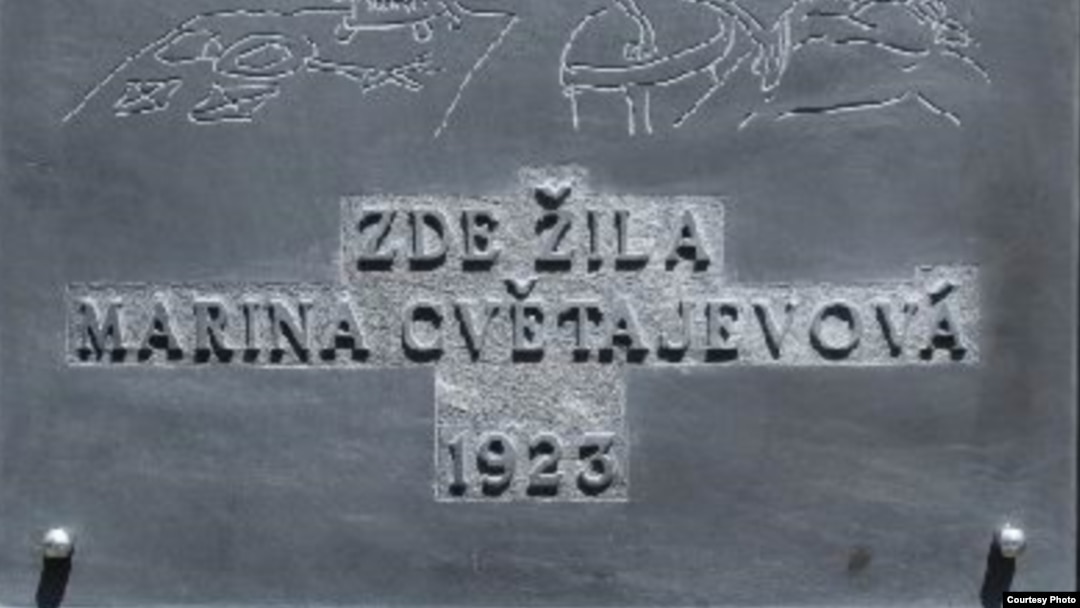 ZDE ŽILA
MARINA CVĚTAJEVOVÁ
1923
Courtesy Photo